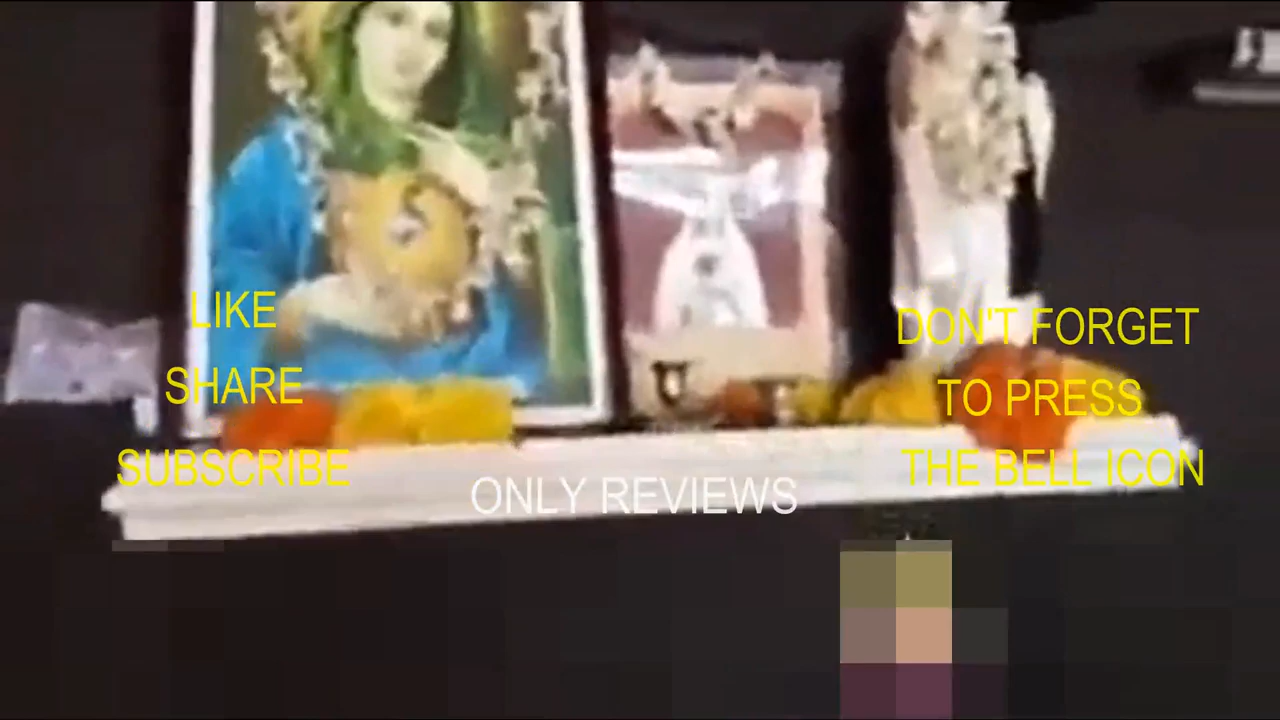 LIKE
SHARE
SUBSCRIBE
ONLY REVIEWS
DON'T FORGET
TO PRESS
THE BELL ICON